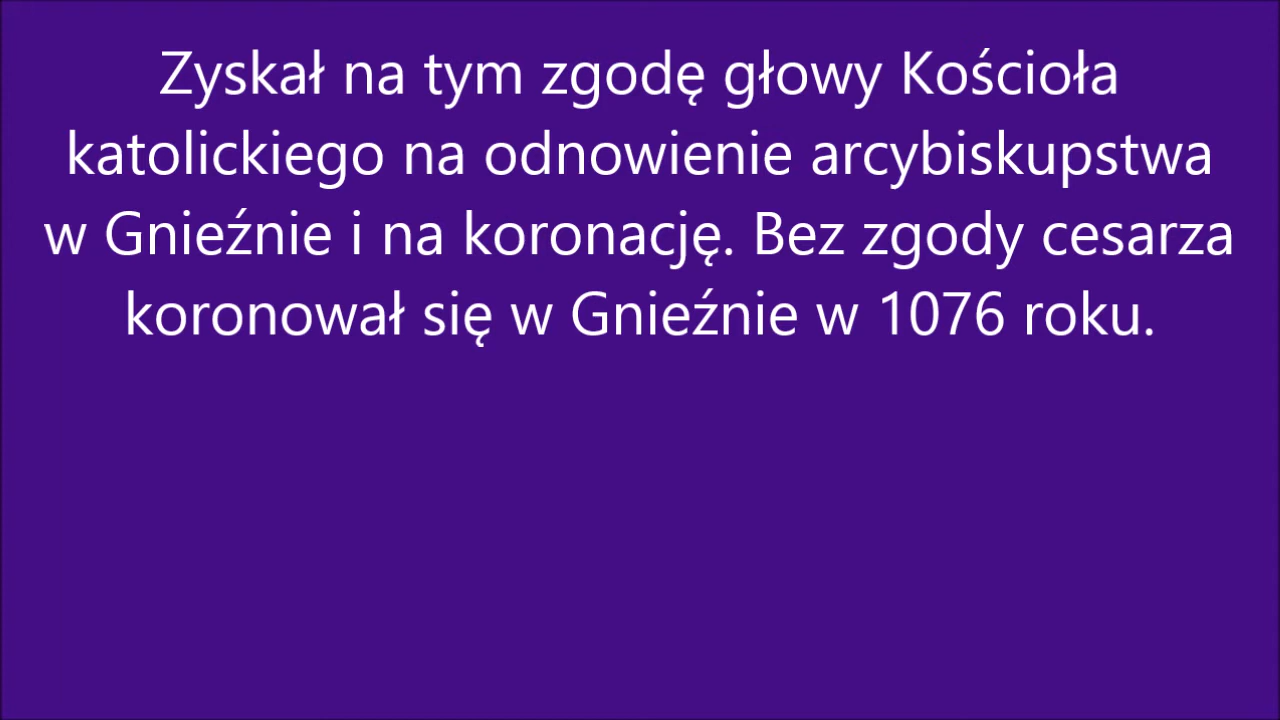 Zyskał na tym zgodę głowy Kościoła
katolickiego na odnowienie arcybiskupstwa
w Gnieźnie i na koronację. Bez zgody cesarza
koronował się w Gnieźnie w 1076 roku.